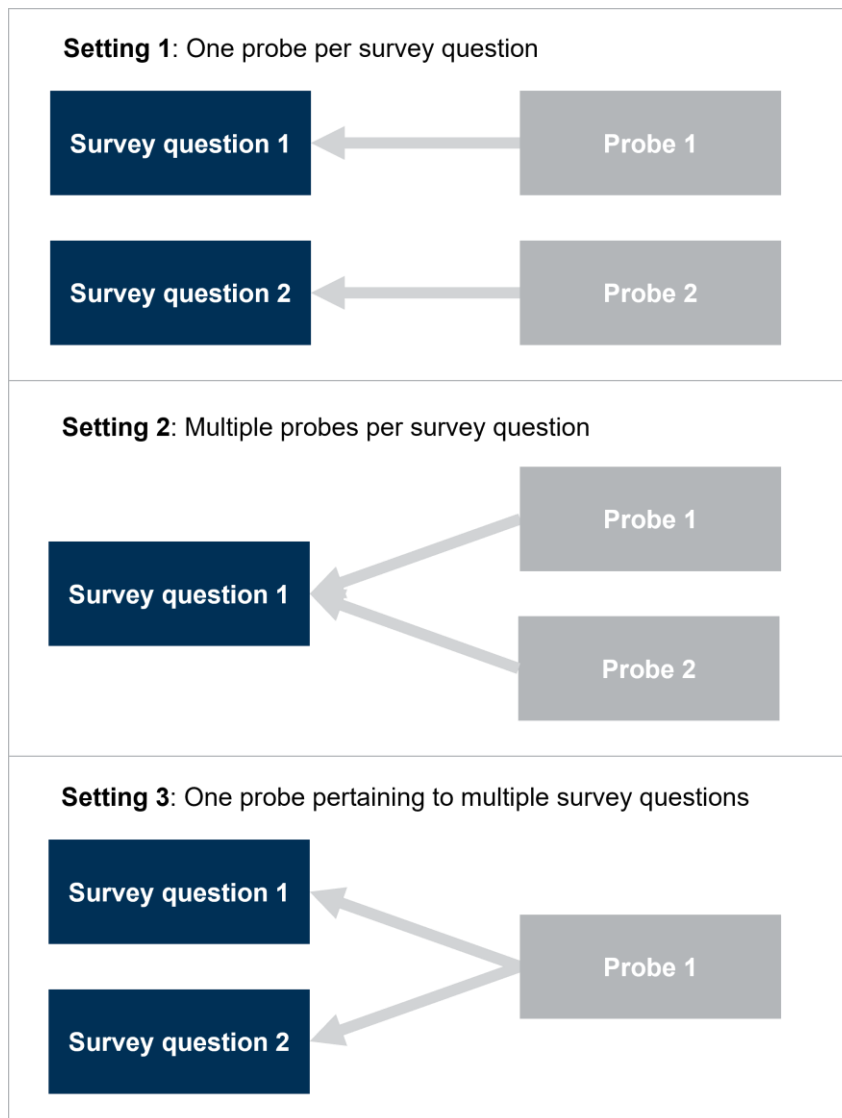 Setting 1: One probe per survey question
Survey question 1
Probe 1
Survey question 2
Probe 2
Setting 2: Multiple probes per survey question
Probe 1
Survey question 1
Probe 2
Setting 3: One probe pertaining to multiple survey questions
Survey question 1
Probe 1
Survey question 2